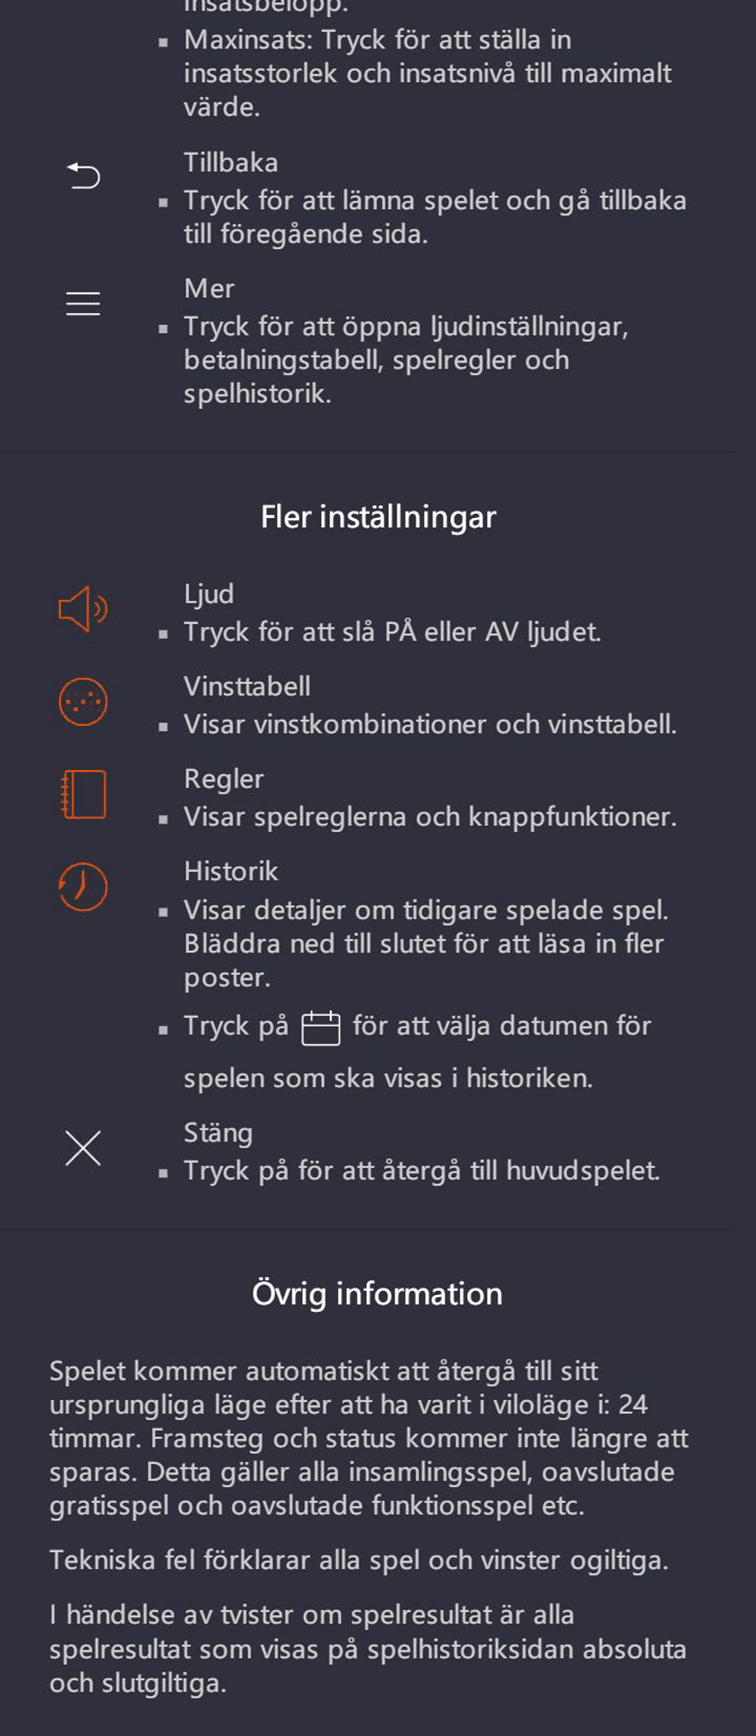 insatsbelopp.
Maxinsats: Tryck för att ställa in
insatsstorlek och insatsnivå till maximalt
värde.
Tillbaka
Tryck för att lämna spelet och gå tillbaka
till föregående sida.
Mer
Tryck för att öppna ljudinställningar,
betalningstabell, spelregler och
spelhistorik.
Fler inställningar
Ljud
Tryck för att slå PÅ eller AV ljudet.
Vinsttabell
Visar vinstkombinationer och vinsttabell.
Regler
Visar spelreglerna och knappfunktioner.
Historik
Visar detaljer om tidigare spelade spel.
Bläddra ned till slutet för att läsa in fler
poster.
Tryck på för att välja datumen för
spelen som ska visas i historiken.
Stäng
Tryck på för att återgå till huvudspelet.
Övrig information
Spelet kommer automatiskt att återgå till sitt
ursprungliga läge efter att ha varit i viloläge i: 24
timmar. Framsteg och status kommer inte längre att
sparas. Detta gäller alla insamlingsspel, oavslutade
gratisspel och oavslutade funktionsspel etc.
Tekniska fel förklarar alla spel och vinster ogiltiga.
I händelse av tvister om spelresultat är alla
spelresultat som visas på spelhistoriksidan absoluta
och slutgiltiga.